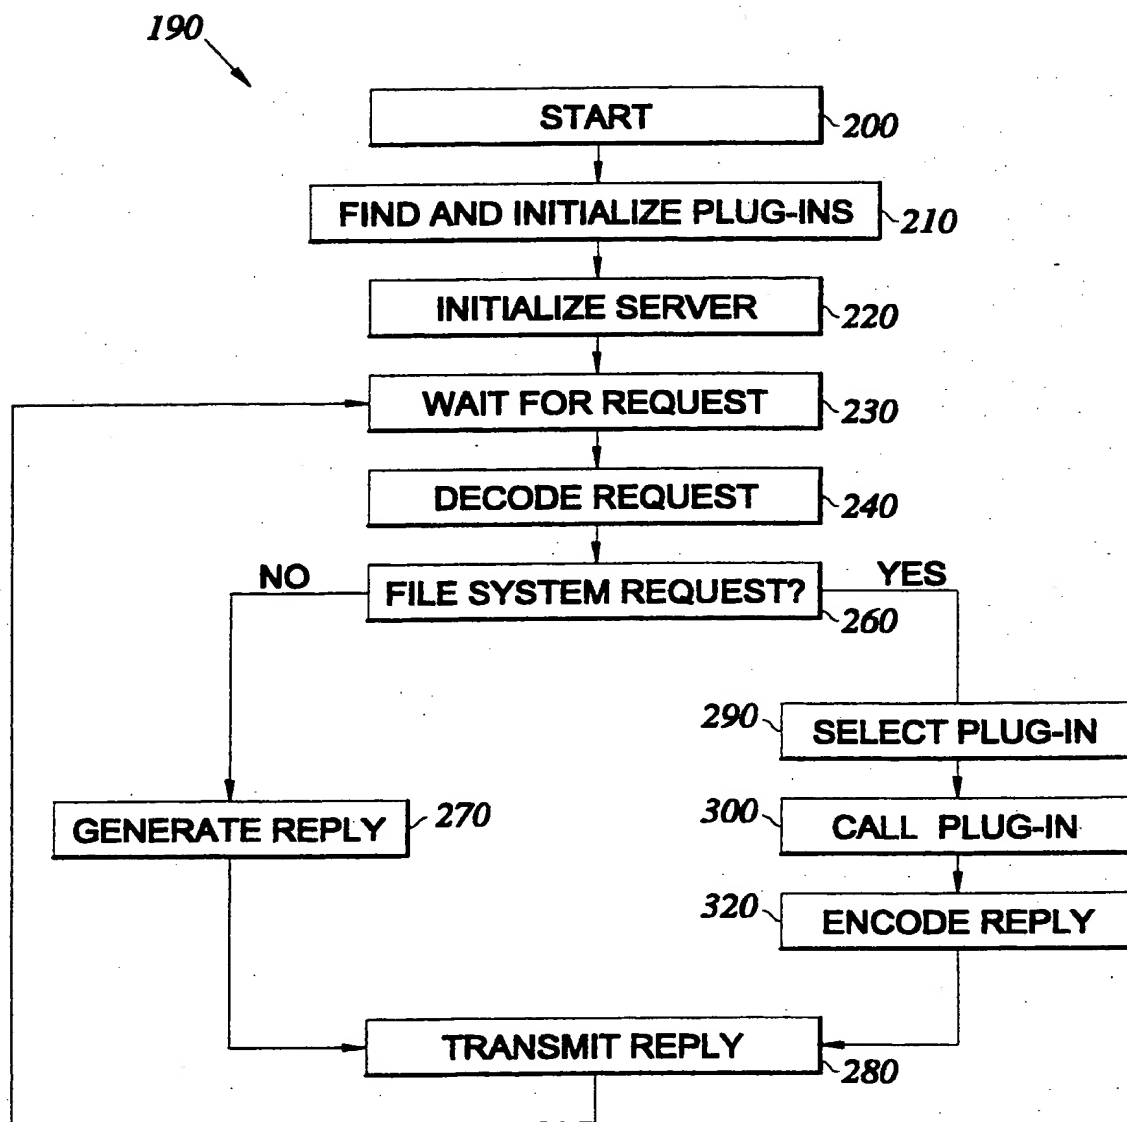 190
START
200
FIND AND INITIALIZE PLUG-INS
210
INITIALIZE SERVER
220
WAIT FOR REQUEST
230
DECODE REQUEST
240
NO
FILE SYSTEM REQUEST?
YES
260
290
SELECT PLUG-IN
GENERATE REPLY
270
300
CALL PLUG-IN
320
ENCODE REPLY
TRANSMIT REPLY
280